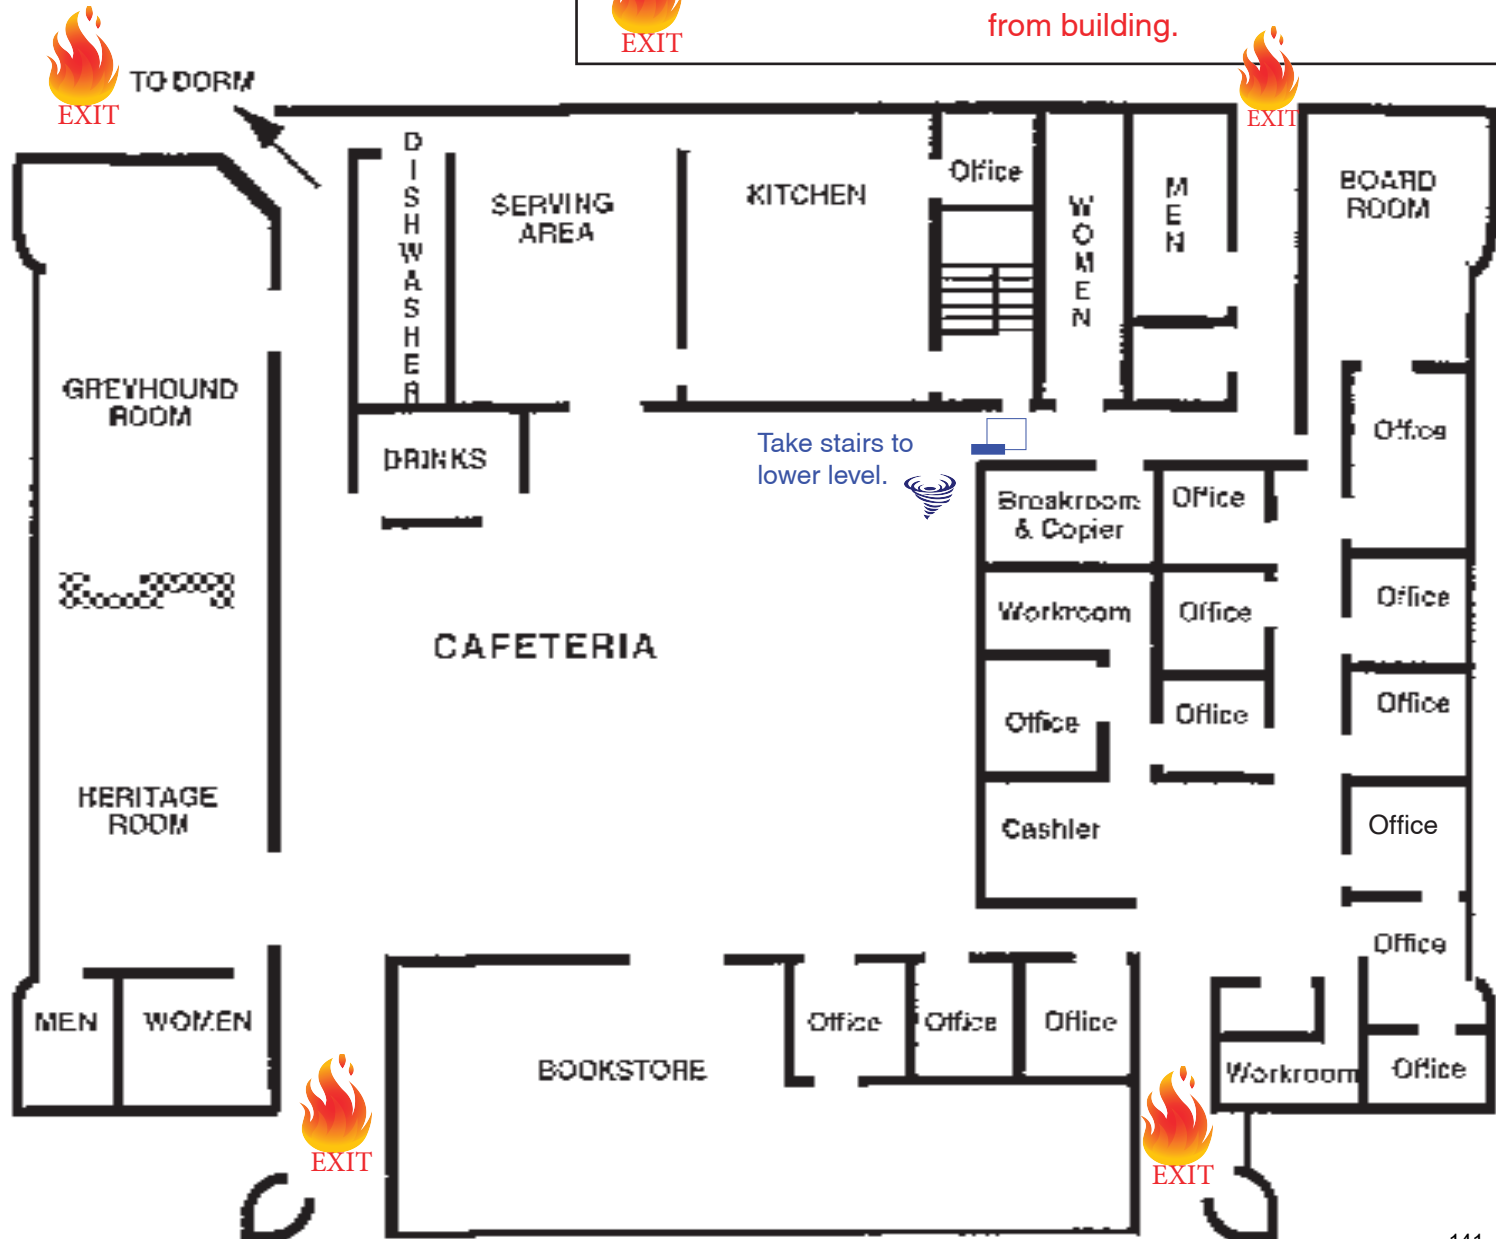 from building.
EXIT
EXIT
TO DORM
EXIT
DISHWASHER
SERVING
AREA
KITCHEN
Office
WOMEN
MEN
BOARD
ROOM
GREYHOUND
ROOM
DRINKS
Take stairs to
lower level.
Office
Breakroom
& Copier
Office
Workroom
Office
Office
CAFETERIA
Office
Office
Office
HERITAGE
ROOM
Cashier
Office
Office
MEN
WOMEN
BOOKSTORE
Office
Office
Office
Workroom
Office
EXIT
EXIT